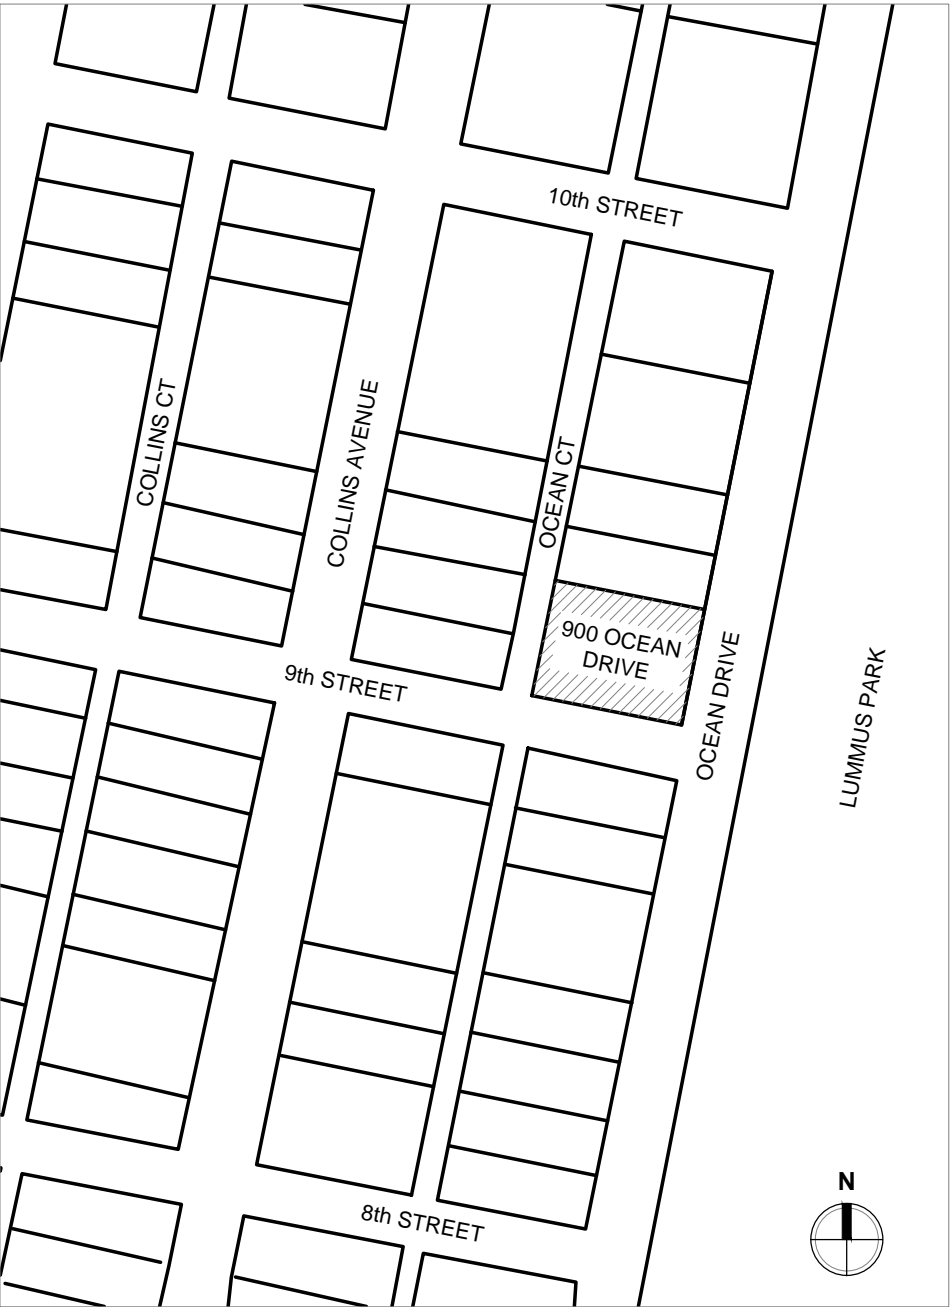 10th STREET
COLLINS CT
COLLINS AVENUE
OCEAN CT
900 OCEAN
DRIVE
9th STREET
OCEAN DRIVE
LUMMUS PARK
N
8th STREET